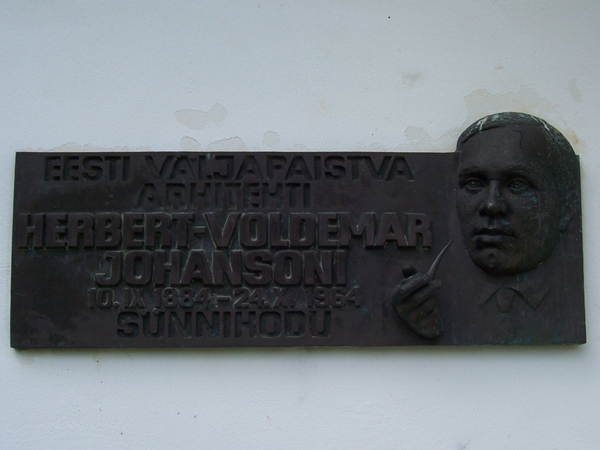 EESTI VÄLJAPAISTVA
ARHITEKTI
HERBERT-VOLDEMAR
JOHANSONI
10.IX 1884.-24.X. 1964.
SÜNNIKODU